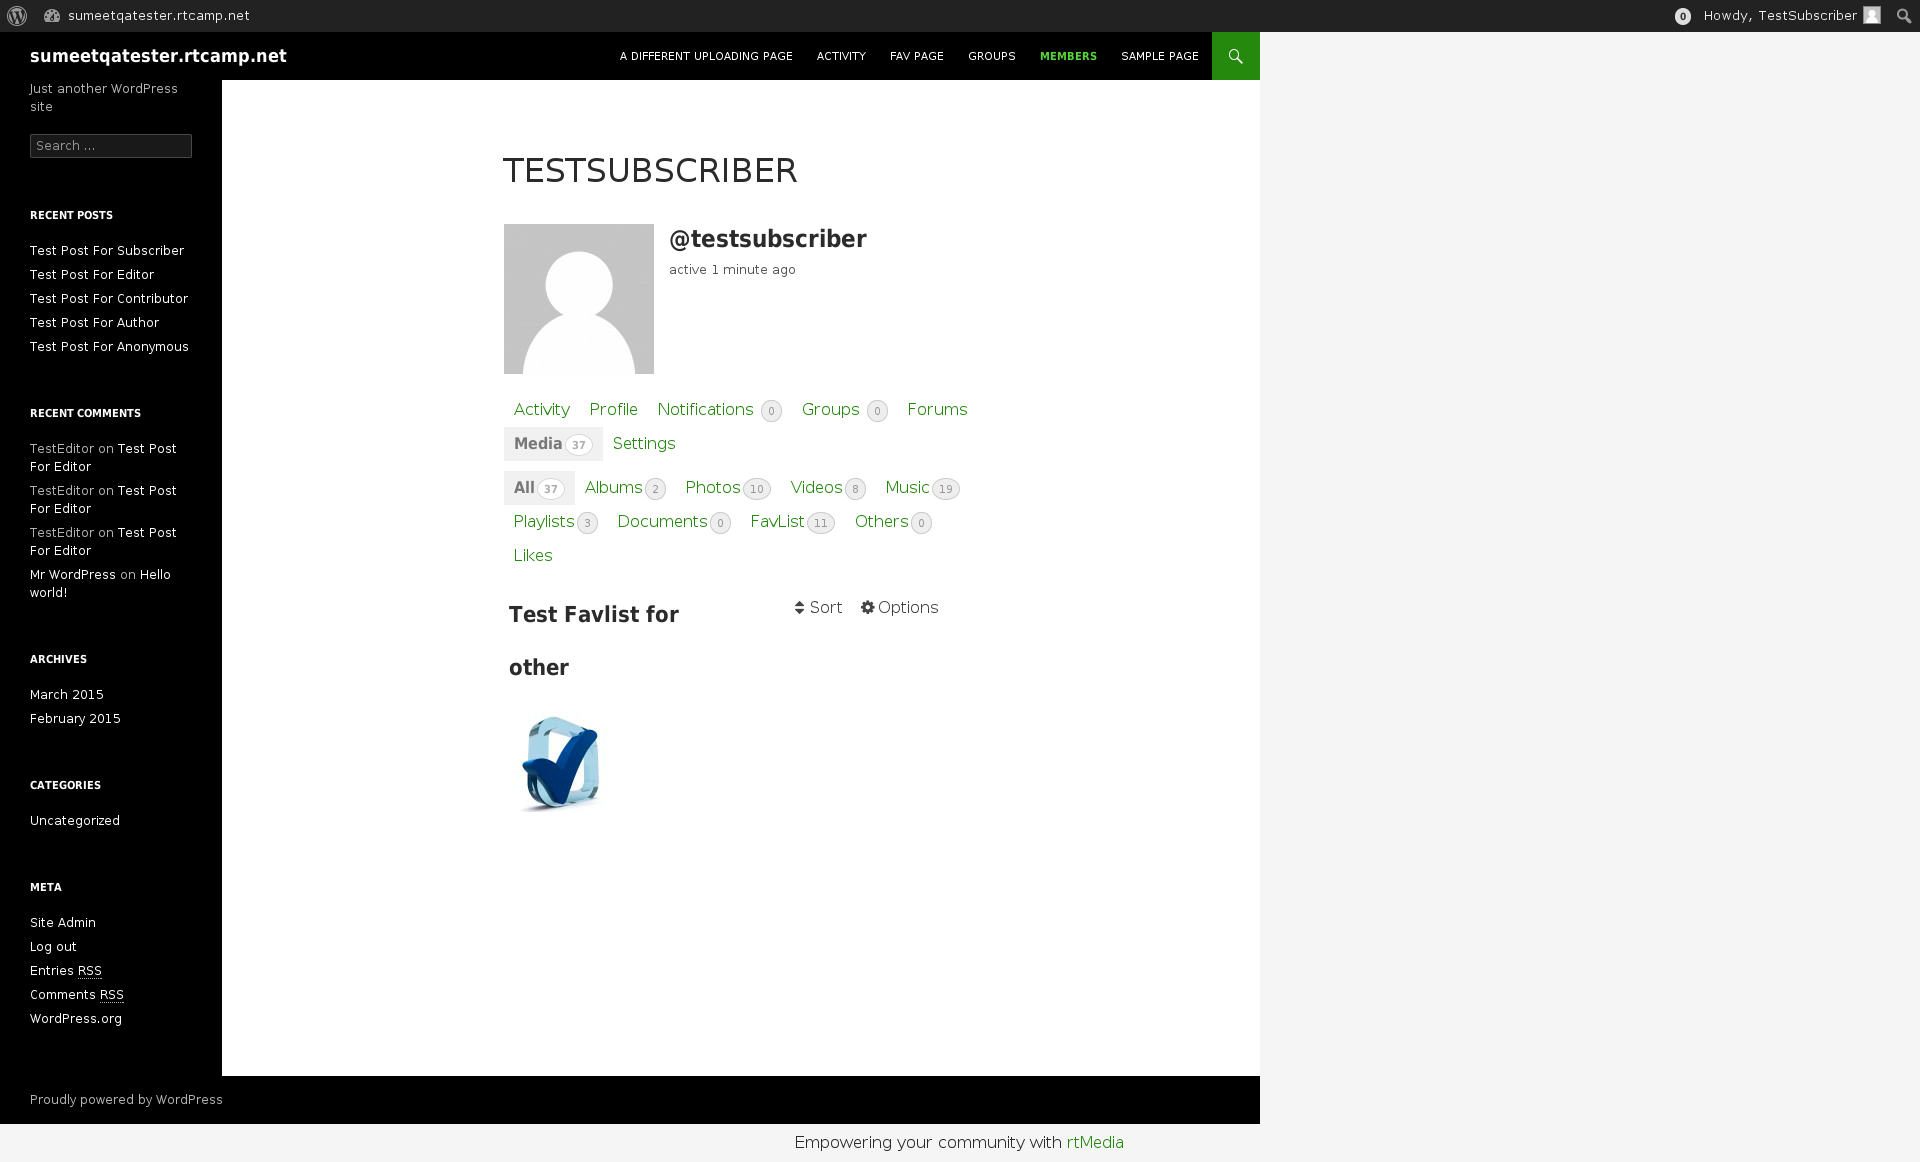 sumeetqatester.rtcamp.net
0 Howdy, TestSubscriber
sumeetqatester.rtcamp.net
A DIFFERENT UPLOADING PAGE ACTIVITY FAV PAGE GROUPS MEMBERS SAMPLE PAGE
Just another WordPress
site
Search ...
RECENT POSTS
Test Post For Subscriber
Test Post For Editor
Test Post For Contributor
Test Post For Author
Test Post For Anonymous
RECENT COMMENTS
TestEditor on Test Post
For Editor
TestEditor on Test Post
For Editor
TestEditor on Test Post
For Editor
Mr WordPress on Hello
world!
ARCHIVES
March 2015
February 2015
CATEGORIES
Uncategorized
META
Site Admin
Log out
Entries RSS
Comments RSS
WordPress.org
TESTSUBSCRIBER
@testsubscriber
active 1 minute ago
Activity Profile Notifications 0 Groups 0 Forums
Media 37 Settings
All 37 Albums 2 Photos 10 Videos 8 Music 19
Playlists 3 Documents 0 FavList 11 Others 0
Likes
Test Favlist for
other
Sort Options
Proudly powered by WordPress
Empowering your community with rtMedia